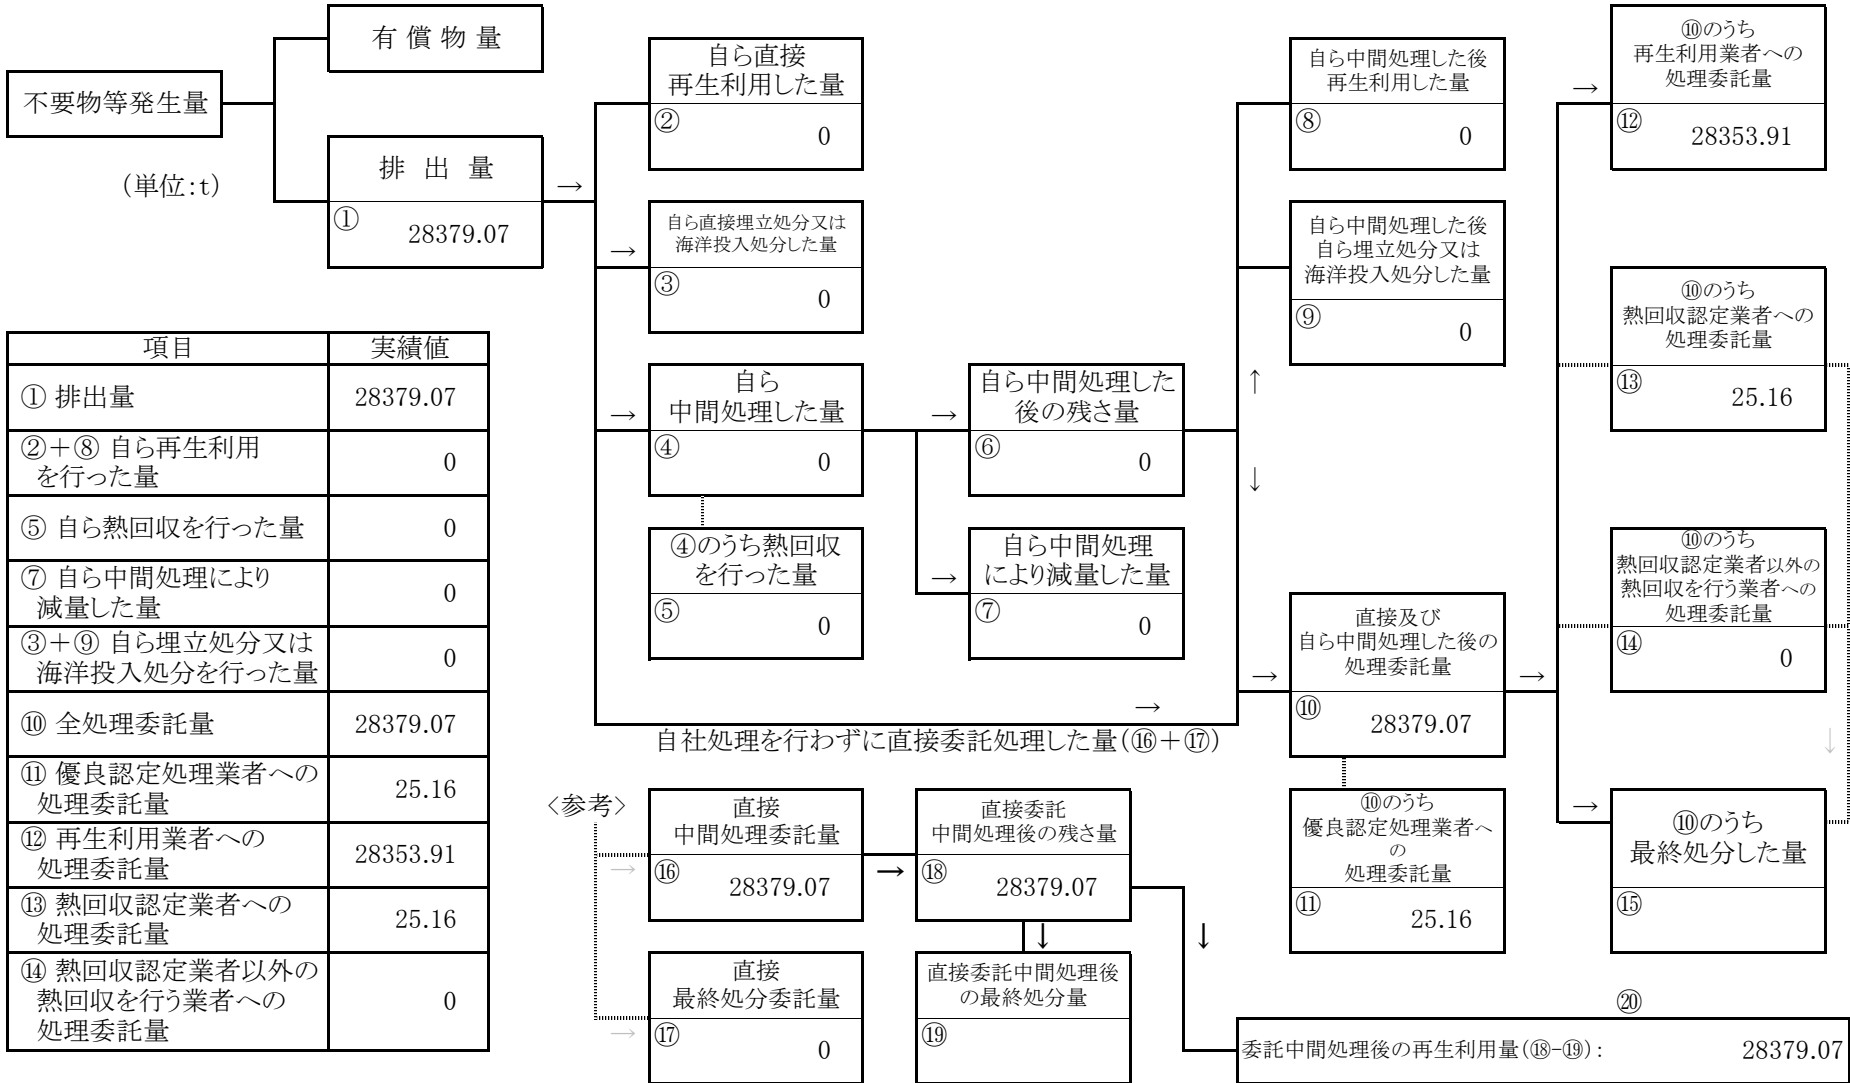 不要物等発生量
(単位:t)
有 償 物 量
排 出 量
①
28379.07
→
自ら直接
再生利用した量
②
0
→
自ら直接埋立処分又は
海洋投入処分した量
③
0
→
自ら
中間処理した量
④
0
④のうち熱回収
を行った量
⑤
0
→
自ら中間処理した
後の残さ量
⑥
0
→
自ら中間処理
により減量した量
⑦
0
自ら中間処理した後
再生利用した量
⑧
0
自ら中間処理した後
自ら埋立処分又は
海洋投入処分した量
⑨
0
↑
↓
→
自社処理を行わずに直接委託処理した量(⑯+⑰)
→
直接及び
自ら中間処理した後の
処理委託量
⑩
28379.07
⑩のうち
優良認定処理業者へ
の
処理委託量
⑪
25.16
→
→
⑩のうち
再生利用業者への
処理委託量
⑫
28353.91
⑩のうち
熱回収認定業者への
処理委託量
⑬
25.16
⑩のうち
熱回収認定業者以外の
熱回収を行う業者への
処理委託量
⑭
0
↓
→
⑩のうち
最終処分した量
⑮
項目 実績値
① 排出量 28379.07
②+⑧ 自ら再生利用
を行った量 0
⑤ 自ら熱回収を行った量 0
⑦ 自ら中間処理により
減量した量 0
③+⑨ 自ら埋立処分又は
海洋投入処分を行った量 0
⑩ 全処理委託量 28379.07
⑪ 優良認定処理業者への
処理委託量 25.16
⑫ 再生利用業者への
処理委託量 28353.91
⑬ 熱回収認定業者への
処理委託量 25.16
⑭ 熱回収認定業者以外の
熱回収を行う業者への
処理委託量 0
〈参考〉
→
直接
中間処理委託量
⑯
28379.07
→
直接委託
中間処理後の残さ量
⑱
28379.07
→
直接
最終処分委託量
⑰
0
↓
直接委託中間処理後
の最終処分量
⑲
↓
⑳
委託中間処理後の再生利用量(⑱-⑲): 28379.07